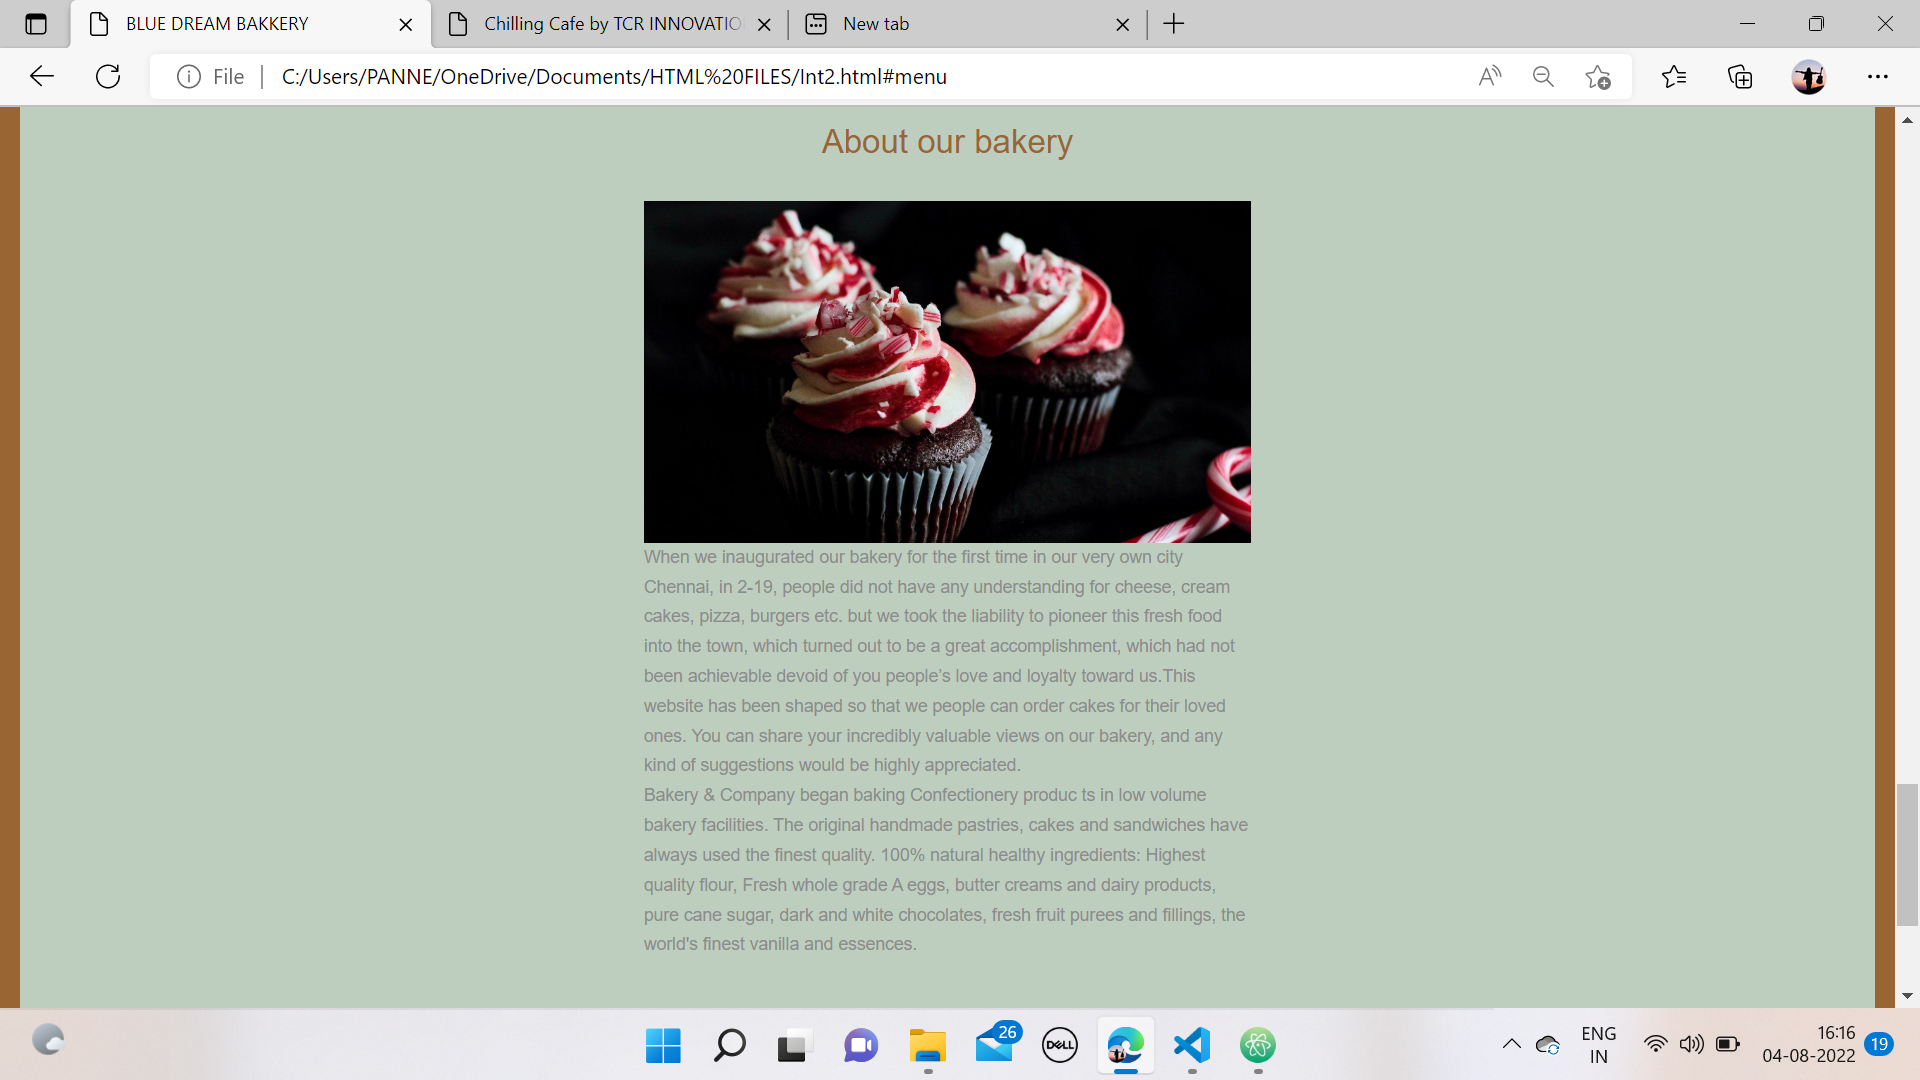 BLUE DREAM BAKKERY
Chilling Cafe by TCR INNOVATIO
New tab
File
C:/Users/PANNE/OneDrive/Documents/HTML%20FILES/Int2.html#menu
About our bakery
When we inaugurated our bakery for the first time in our very own city
Chennai, in 2-19, people did not have any understanding for cheese, cream
cakes, pizza, burgers etc. but we took the liability to pioneer this fresh food
into the town, which turned out to be a great accomplishment, which had not
been achievable devoid of you people’s love and loyalty toward us.This
website has been shaped so that we people can order cakes for their loved
ones. You can share your incredibly valuable views on our bakery, and any
kind of suggestions would be highly appreciated.
Bakery & Company began baking Confectionery produc ts in low volume
bakery facilities. The original handmade pastries, cakes and sandwiches have
always used the finest quality. 100% natural healthy ingredients: Highest
quality flour, Fresh whole grade A eggs, butter creams and dairy products,
pure cane sugar, dark and white chocolates, fresh fruit purees and fillings, the
world's finest vanilla and essences.
26
DELL
ENG
IN
16:16
04-08-2022
19